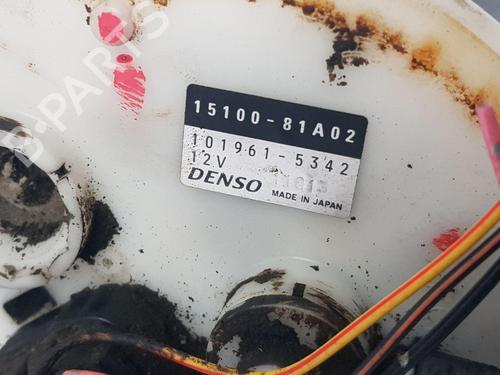 B-PARTS
15100-81A02
101961-5342
12V
DENSO MADE IN JAPAN